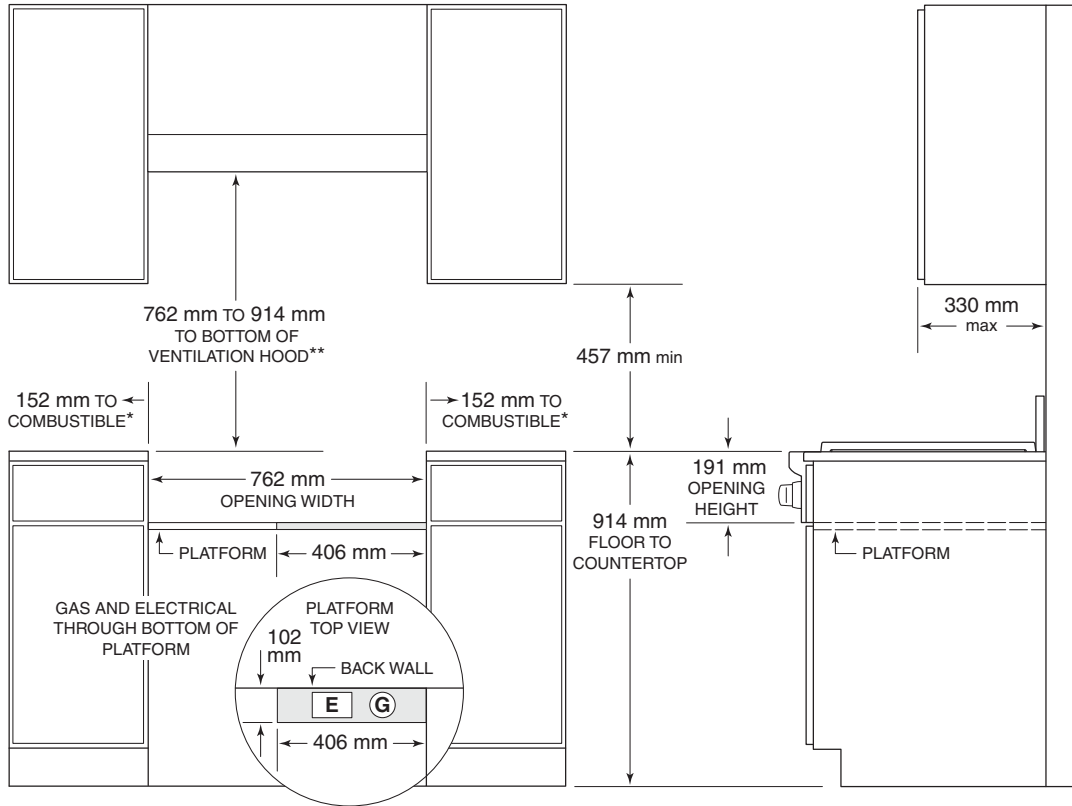 762 mm TO 914 mm
TO BOTTOM OF
VENTILATION HOOD**
330 mm
max
457 mm min
152 mm TO
COMBUSTIBLE*
152 mm TO
COMBUSTIBLE*
762 mm
OPENING WIDTH
191 mm
OPENING
HEIGHT
914 mm
FLOOR TO
COUNTERTOP
PLATFORM
406 mm
PLATFORM
GAS AND ELECTRICAL
THROUGH BOTTOM OF
PLATFORM
PLATFORM
TOP VIEW
102
mm
BACK WALL
E
G
406 mm